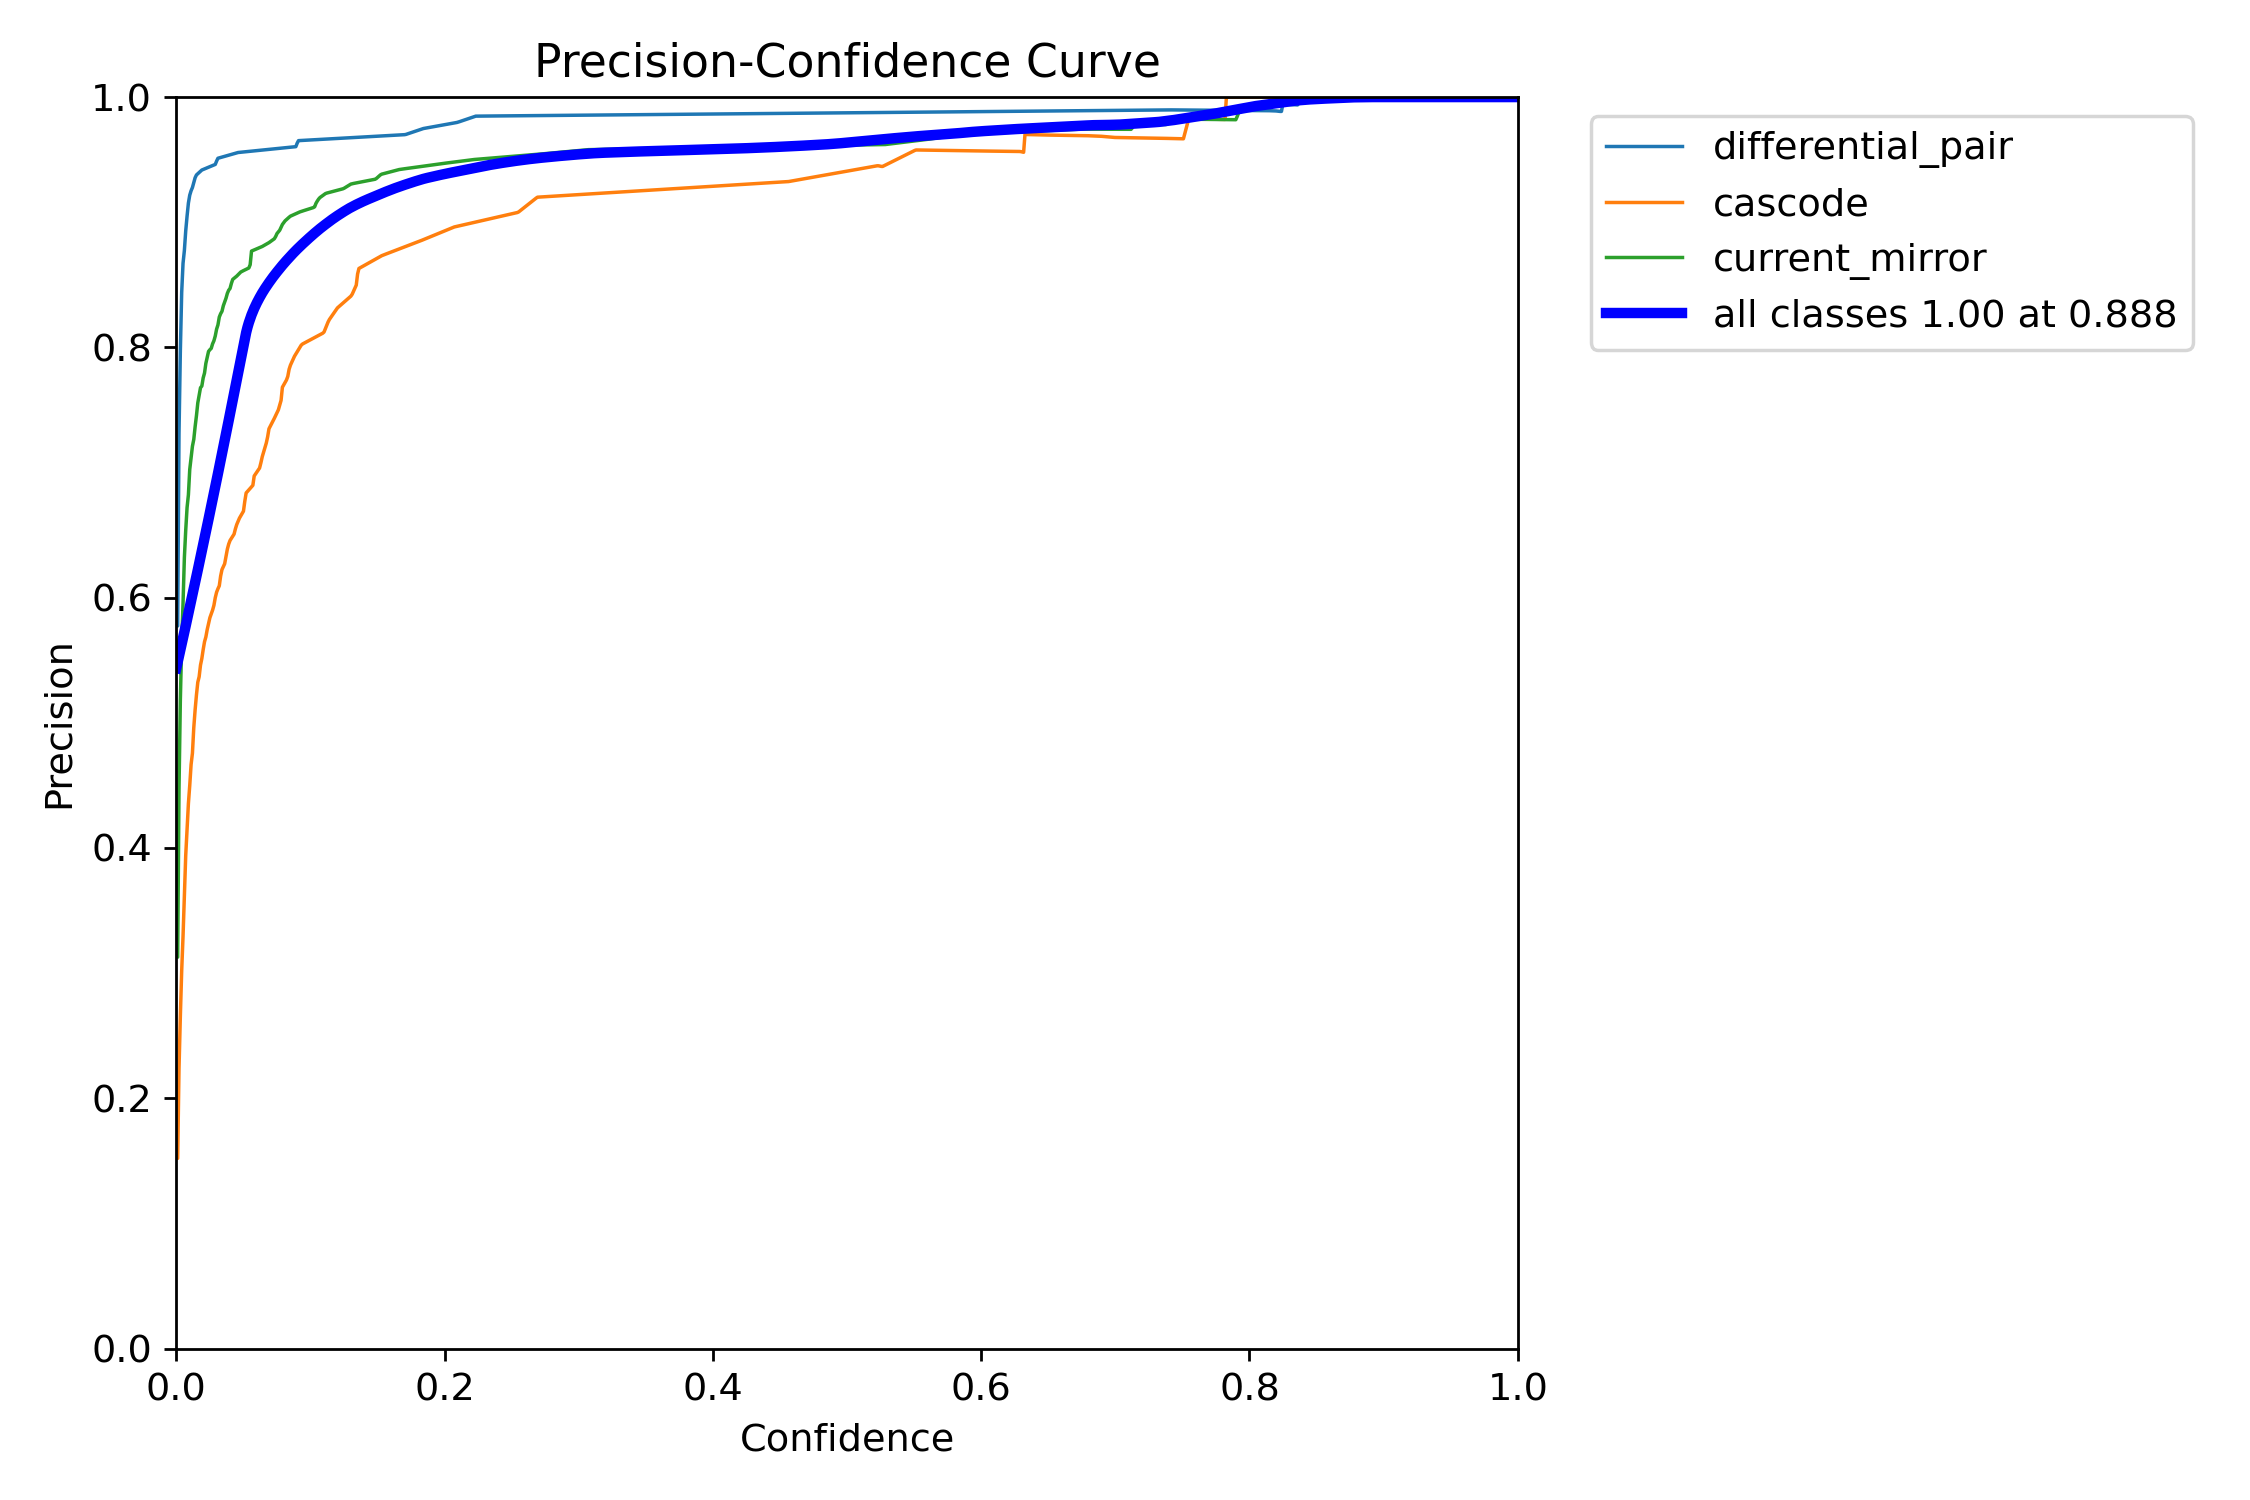 Precision-Confidence Curve
1.0
0.8
0.6
0.4
0.2
0.0
Precision
0.0 0.2 0.4 0.6 0.8 1.0
Confidence
differential_pair
cascode
current_mirror
all classes 1.00 at 0.888